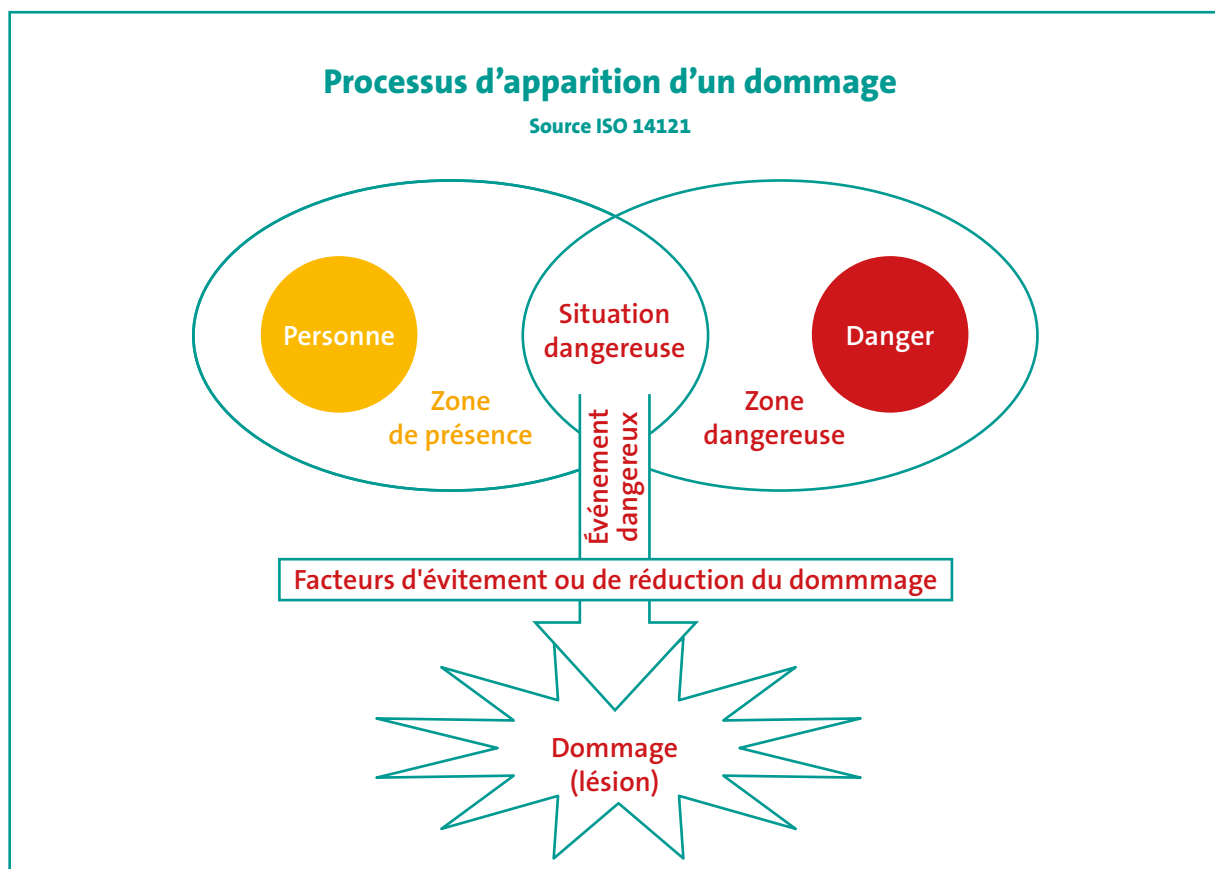 Processus d'apparition d'un dommage
Source ISO 14121
Personne
Situation
dangereuse
Danger
Zone
de présence
Zone
dangereuse
Événement
dangereux
Facteurs d'évitement ou de réduction du dommmage
Dommage
(lésion)